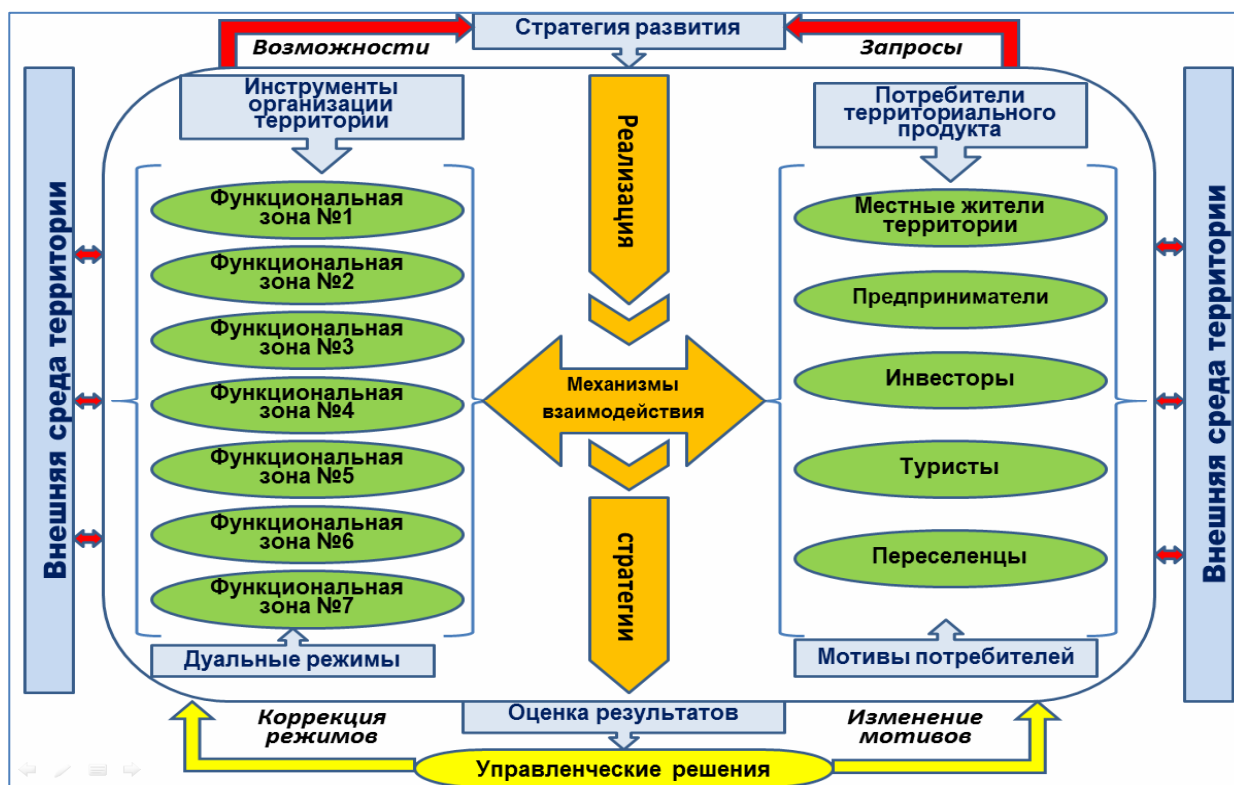 Стратегия развития
Возможности
Запросы
Внешняя среда территории
Инструменты
организации
территории
Функциональная
зона №1
Функциональная
зона №2
Функциональная
зона №3
Функциональная
зона №4
Функциональная
зона №5
Функциональная
зона №6
Функциональная
зона №7
Дуальные режимы
Реализация
Механизмы
взаимодействия
стратегии
Потребители
территориального
продукта
Местные жители
территории
Предприниматели
Инвесторы
Туристы
Переселенцы
Мотивы потребителей
Внешняя среда территории
Коррекция
режимов
Оценка результатов
Изменение
мотивов
Управленческие решения